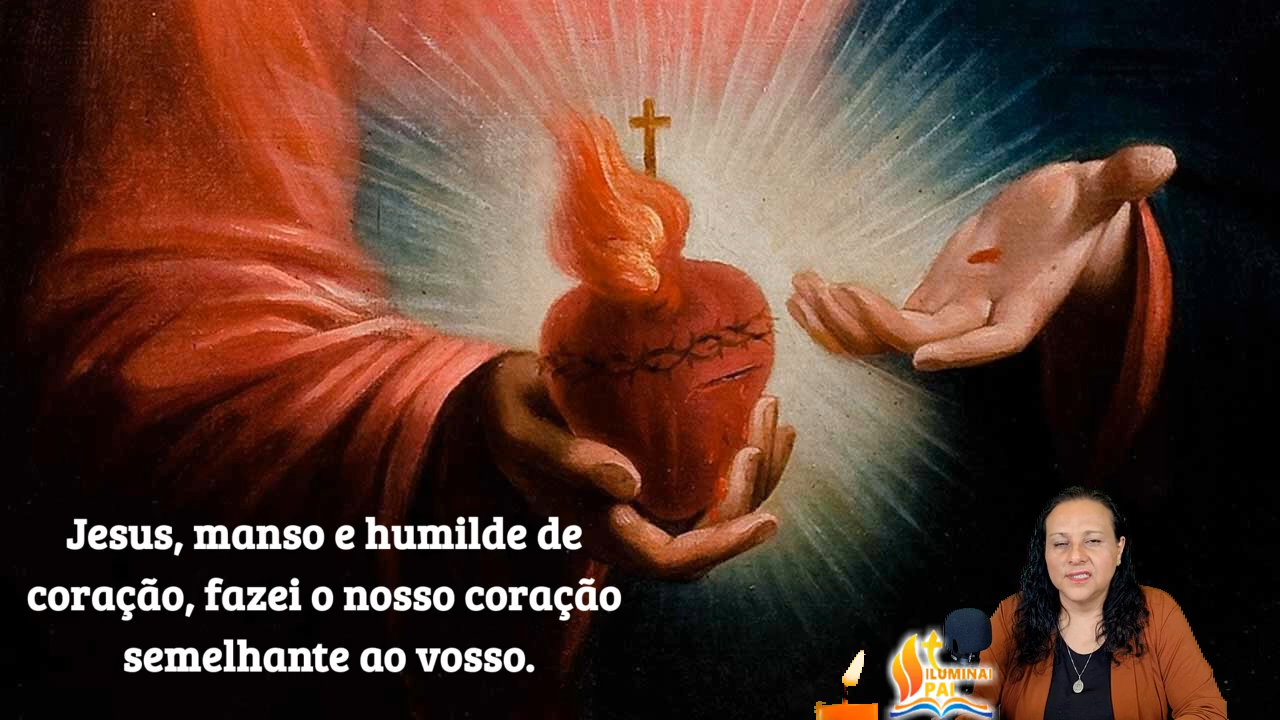 Jesus, manso e humilde de
coração, fazei o nosso coração
semelhante ao vosso.
ILUMINAI
PAI